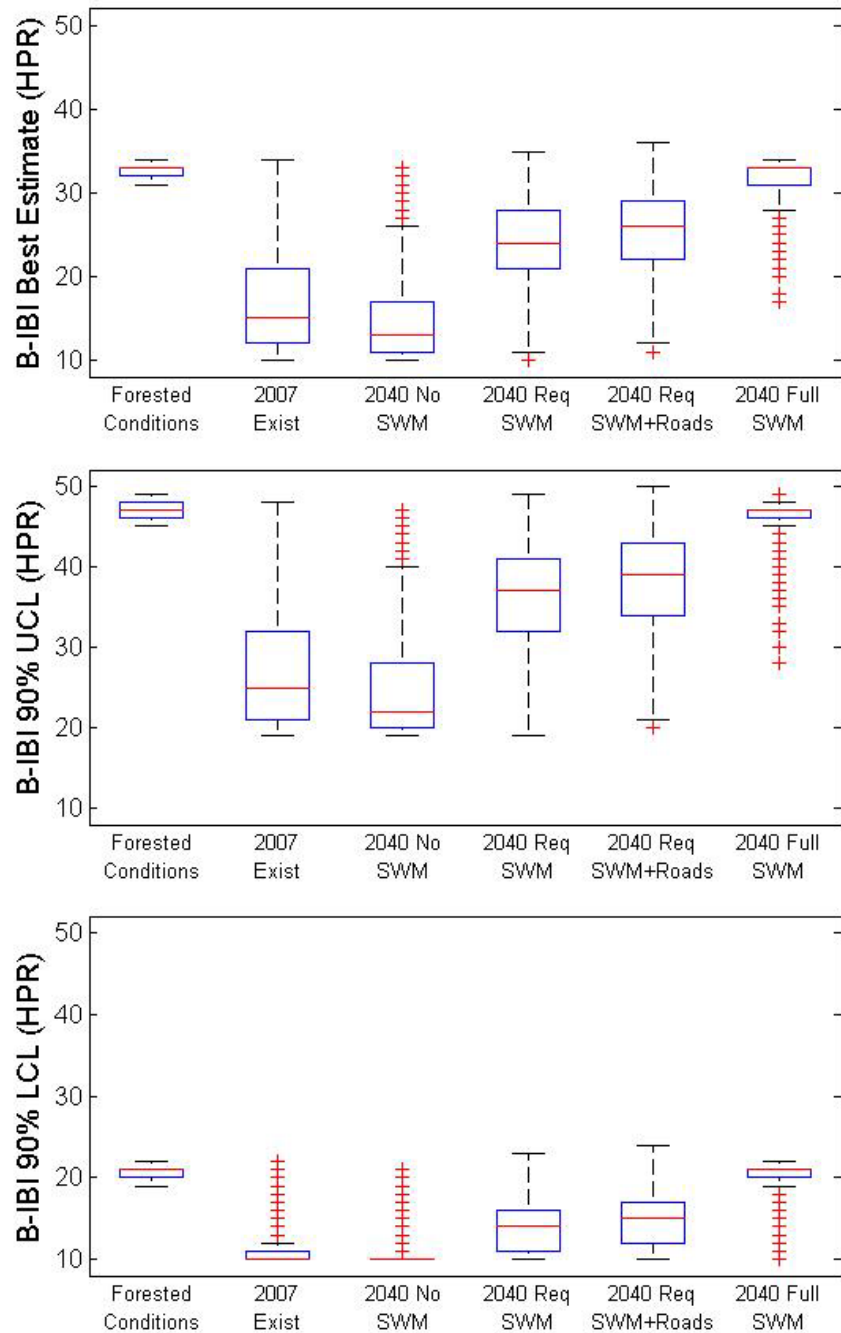 B-IBI Best Estimate (HPR)
50
40
30
20
10
Forested Conditions
2007 Exist
2040 No SWM
2040 Req SWM
2040 Req SWM+Roads
2040 Full SWM
B-IBI 90% UCL (HPR)
50
40
30
20
10
Forested Conditions
2007 Exist
2040 No SWM
2040 Req SWM
2040 Req SWM+Roads
2040 Full SWM
B-IBI 90% LCL (HPR)
50
40
30
20
10
Forested Conditions
2007 Exist
2040 No SWM
2040 Req SWM
2040 Req SWM+Roads
2040 Full SWM